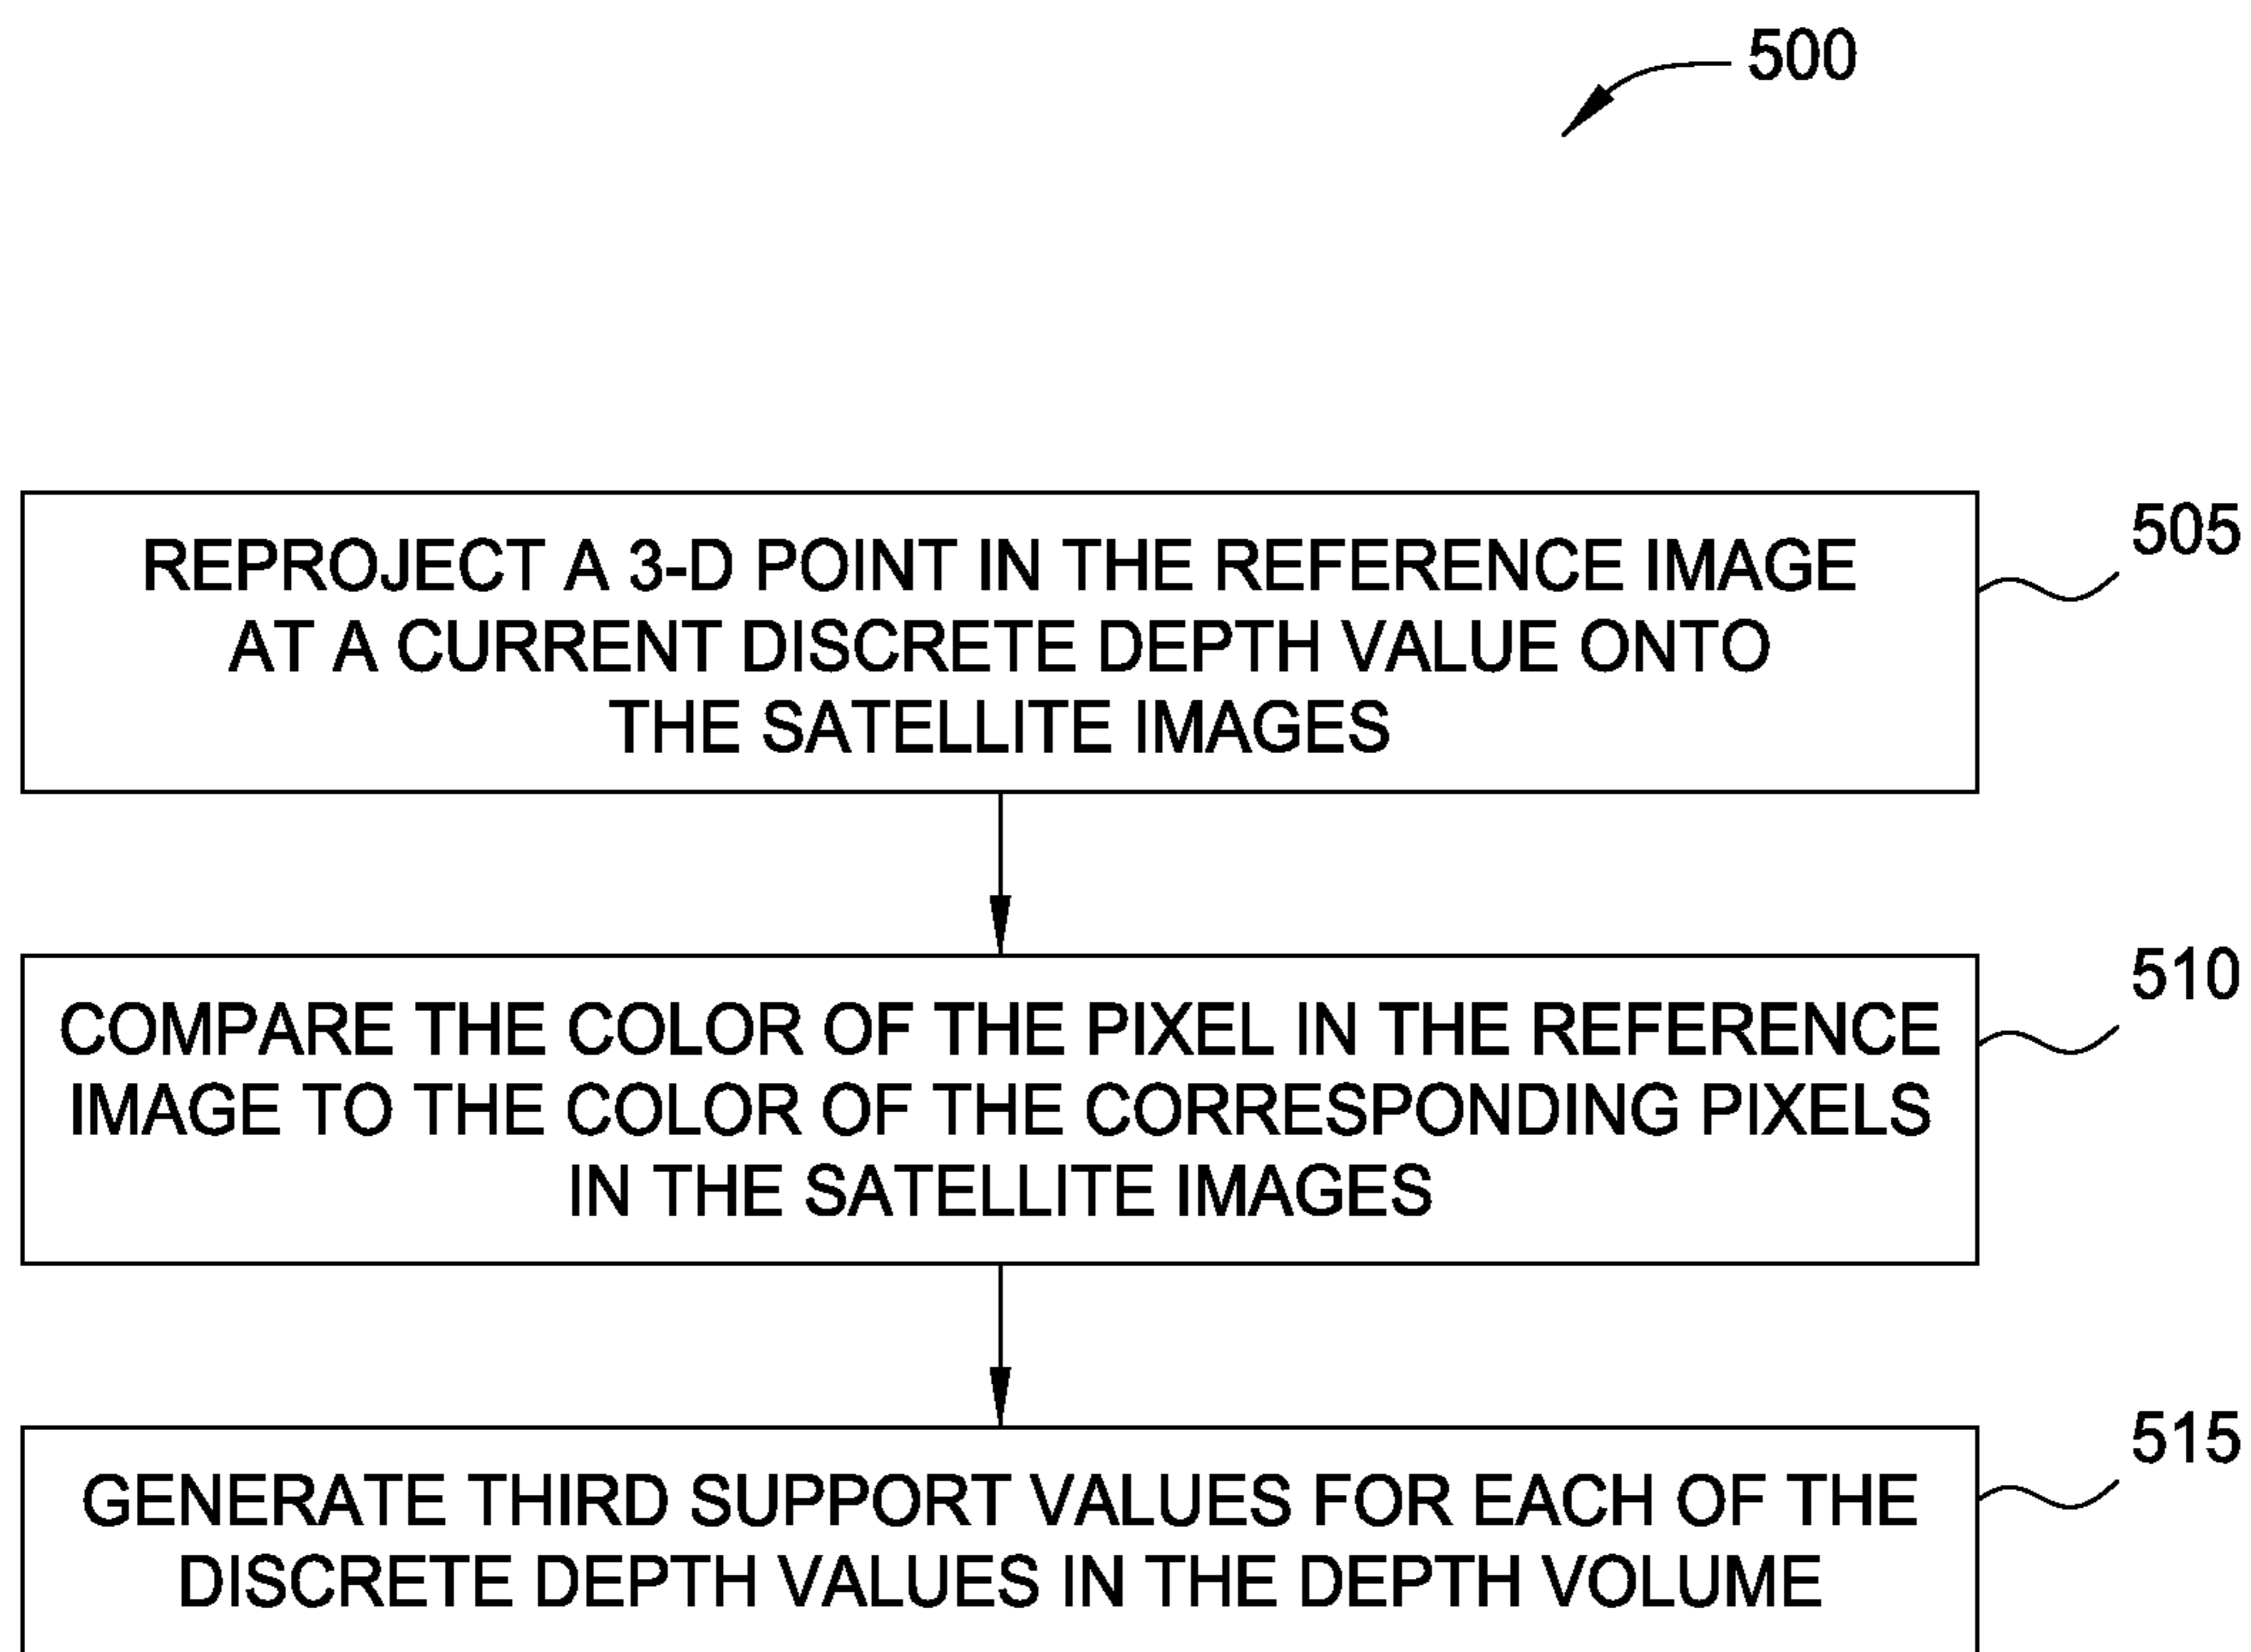 500
REPROJECT A 3-D POINT IN THE REFERENCE IMAGE
AT A CURRENT DISCRETE DEPTH VALUE ONTO
THE SATELLITE IMAGES
505
COMPARE THE COLOR OF THE PIXEL IN THE REFERENCE
IMAGE TO THE COLOR OF THE CORRESPONDING PIXELS
IN THE SATELLITE IMAGES
510
GENERATE THIRD SUPPORT VALUES FOR EACH OF THE
DISCRETE DEPTH VALUES IN THE DEPTH VOLUME
515